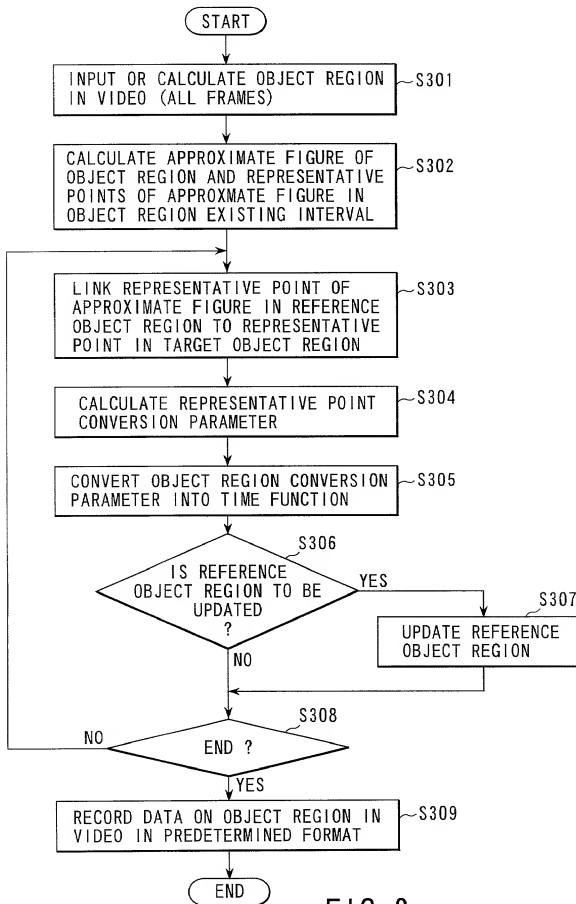 START
INPUT OR CALCULATE OBJECT REGION
IN VIDEO (ALL FRAMES)
S301
CALCULATE APPROXIMATE FIGURE OF
OBJECT REGION AND REPRESENTATIVE
POINTS OF APPROXMATE FIGURE IN
OBJECT REGION EXISTING INTERVAL
S302
LINK REPRESENTATIVE POINT OF
APPROXIMATE FIGURE IN REFERENCE
OBJECT REGION TO REPRESENTATIVE
POINT IN TARGET OBJECT REGION
S303
CALCULATE REPRESENTATIVE POINT
CONVERSION PARAMETER
S304
CONVERT OBJECT REGION CONVERSION
PARAMETER INTO TIME FUNCTION
S305
S306
IS REFERENCE
OBJECT REGION TO BE
UPDATED
?
YES
NO
S307
UPDATE REFERENCE
OBJECT REGION
S308
END ?
NO
YES
RECORD DATA ON OBJECT REGION IN
VIDEO IN PREDETERMINED FORMAT
S309
END